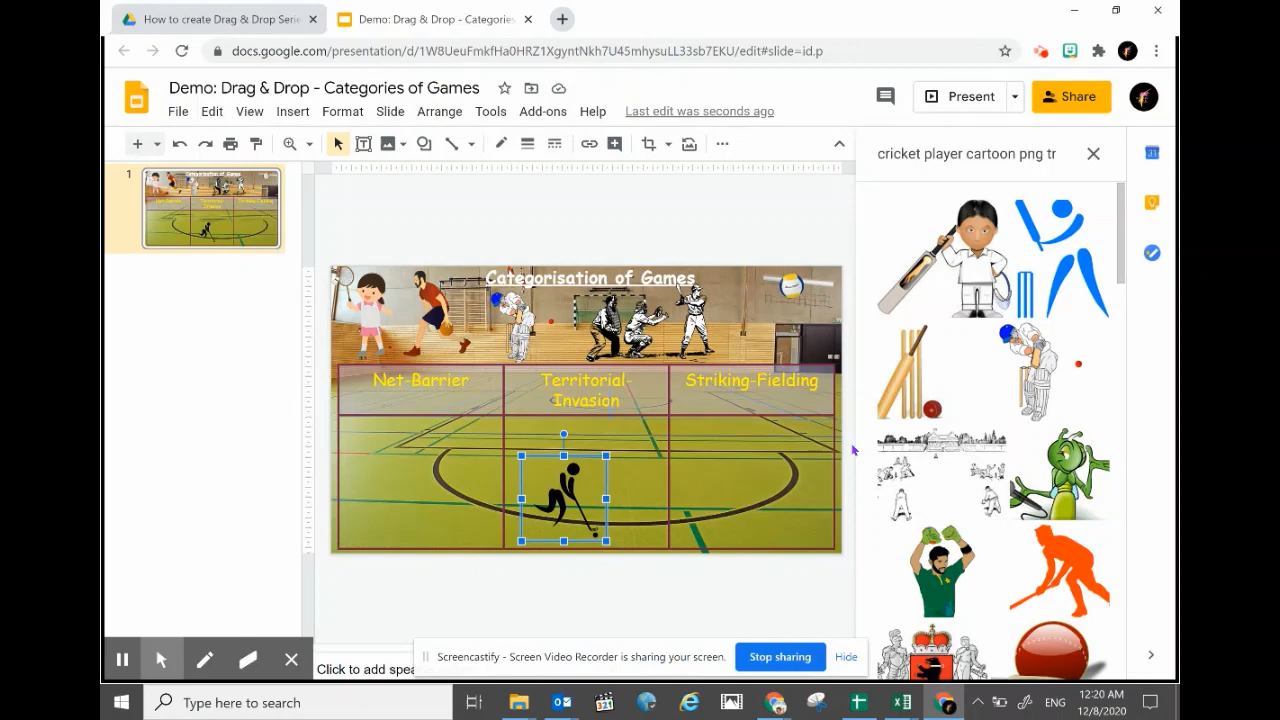 How to create Drag & Drop Serie
Demo: Drag & Drop - Categories
docs.google.com/presentation/d/1W8UeuFmkfHa0HRZ1XgyntNkh7U45mhysuLL33sb7EKU/edit#slide=id.p
Demo: Drag & Drop - Categories of Games
File Edit View Insert Format Arrange Slide Tools Add-ons Help Last edit was seconds ago
Present
Share
cricket player cartoon png tr
1
Categorisation of Games
Net-Barrier
Territorial-
Invasion
Striking-Fielding
Click to add spea
Screencastify - Screen Video Recorder is sharing your screen.
Stop sharing
Hide
Type here to search
321
ENG
12:20 AM
12/8/2020
31